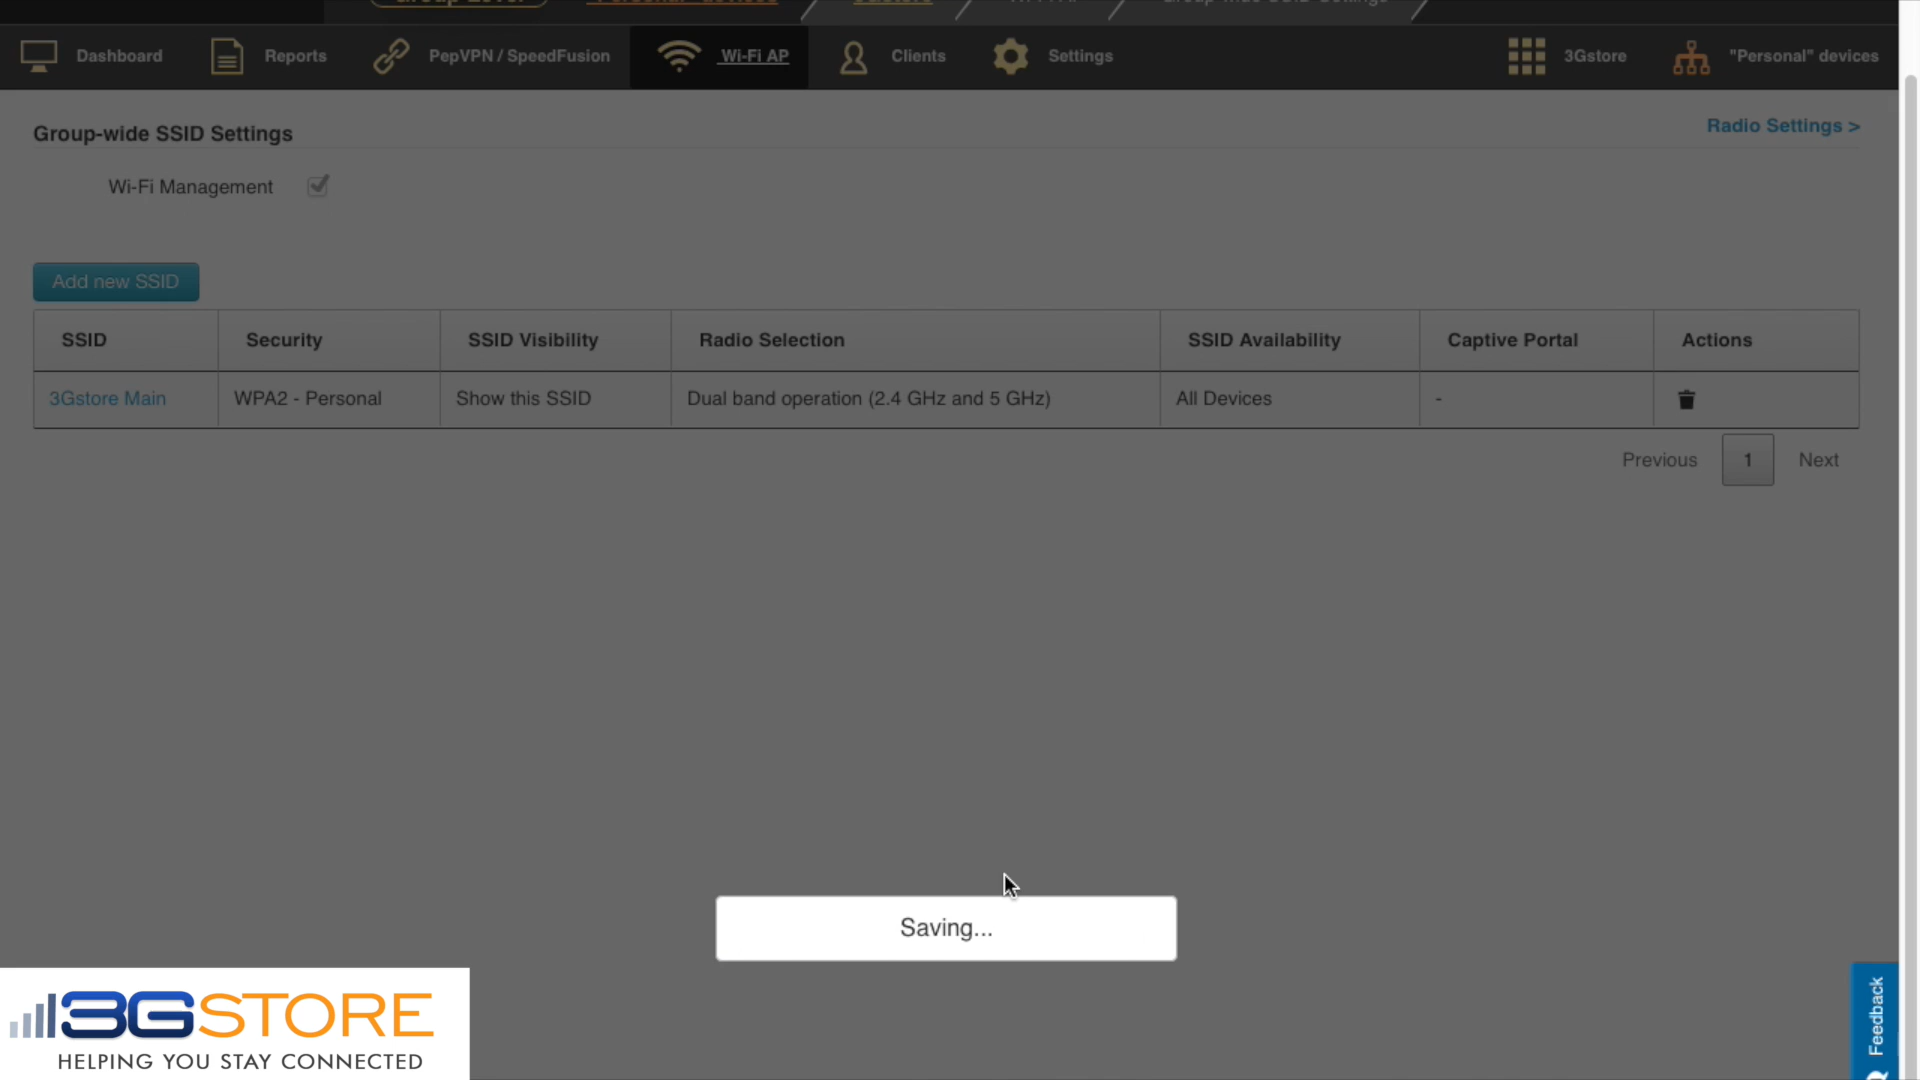 Dashboard Reports PepVPN / SpeedFusion Wi-Fi AP Clients Settings 3Gstore "Personal" devices
Group-wide SSID Settings
Radio Settings >
Wi-Fi Management
Add new SSID
SSID Security SSID Visibility Radio Selection SSID Availability Captive Portal Actions
3Gstore Main WPA2 - Personal Show this SSID Dual band operation (2.4 GHz and 5 GHz) All Devices -
Previous 1 Next
Saving...
3GSTORE
HELPING YOU STAY CONNECTED
Feedback